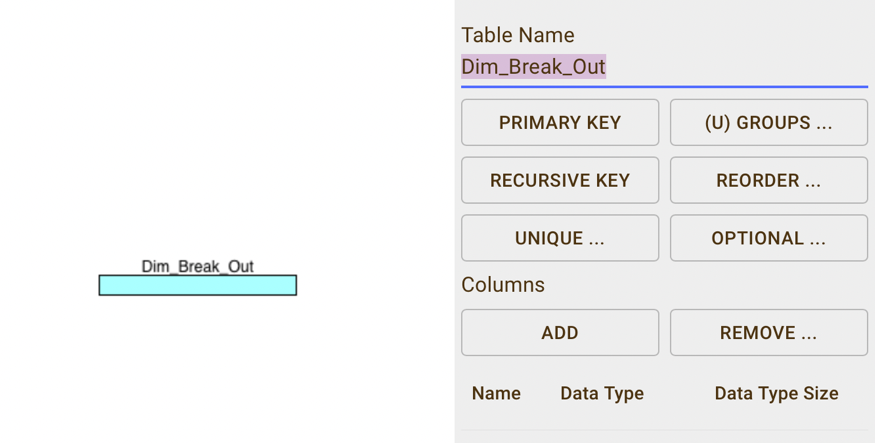 Table Name
Dim_Break_Out
PRIMARY KEY
(U) GROUPS ...
RECURSIVE KEY
REORDER ...
UNIQUE ...
OPTIONAL ...
Dim_Break_Out
Columns
ADD
REMOVE ...
Name Data Type Data Type Size